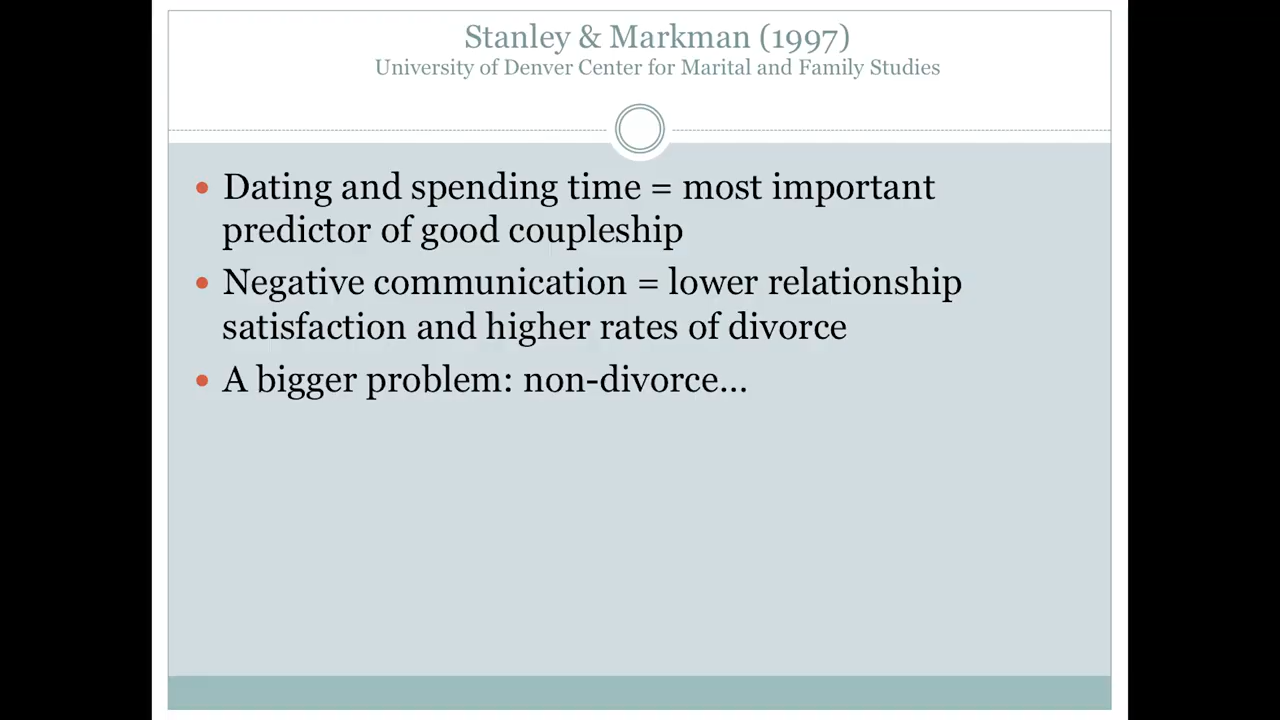 Stanley & Markman (1997)
University of Denver Center for Marital and Family Studies
• Dating and spending time = most important
predictor of good coupleship
• Negative communication = lower relationship
satisfaction and higher rates of divorce
• A bigger problem: non-divorce…